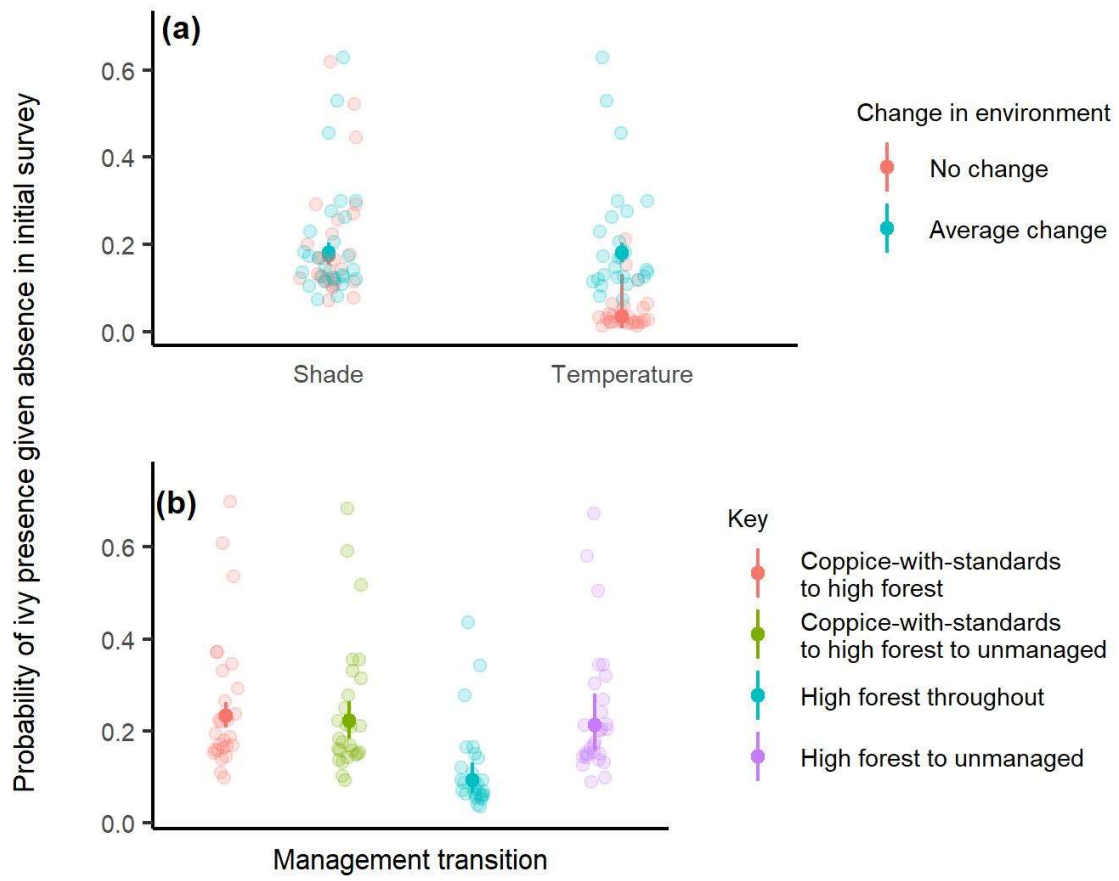 Probability of ivy presence given absence in initial survey
(a)
0.6
0.4
0.2
0.0
Shade
Temperature
Change in environment
No change
Average change
(b)
0.6
0.4
0.2
0.0
Management transition
Key
Coppice-with-standards
to high forest
Coppice-with-standards
to high forest to unmanaged
High forest throughout
High forest to unmanaged